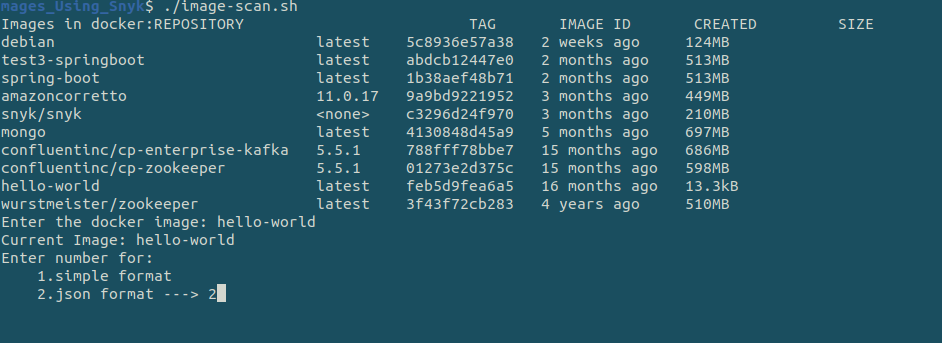 mages_Using_Snyk$ ./image-scan.sh
Images in docker:REPOSITORY TAG IMAGE ID CREATED SIZE
debian latest 5c8936e57a38 2 weeks ago 124MB
test3-springboot latest abdcb12447e0 2 months ago 513MB
spring-boot latest 1b38aef48b71 2 months ago 513MB
amazoncorretto 11.0.17 9a9bd9221952 3 months ago 449MB
snyk/snyk <none> c3296d24f970 3 months ago 210MB
mongo latest 4130848d45a9 5 months ago 697MB
confluentinc/cp-enterprise-kafka 5.5.1 788fff78bbe7 15 months ago 686MB
confluentinc/cp-zookeeper 5.5.1 01273e2d375c 15 months ago 598MB
hello-world latest feb5d9fea6a5 16 months ago 13.3kB
wurstmeister/zookeeper latest 3f43f72cb283 4 years ago 510MB
Enter the docker image: hello-world
Current Image: hello-world
Enter number for:
1.simple format
2.json format ---> 2